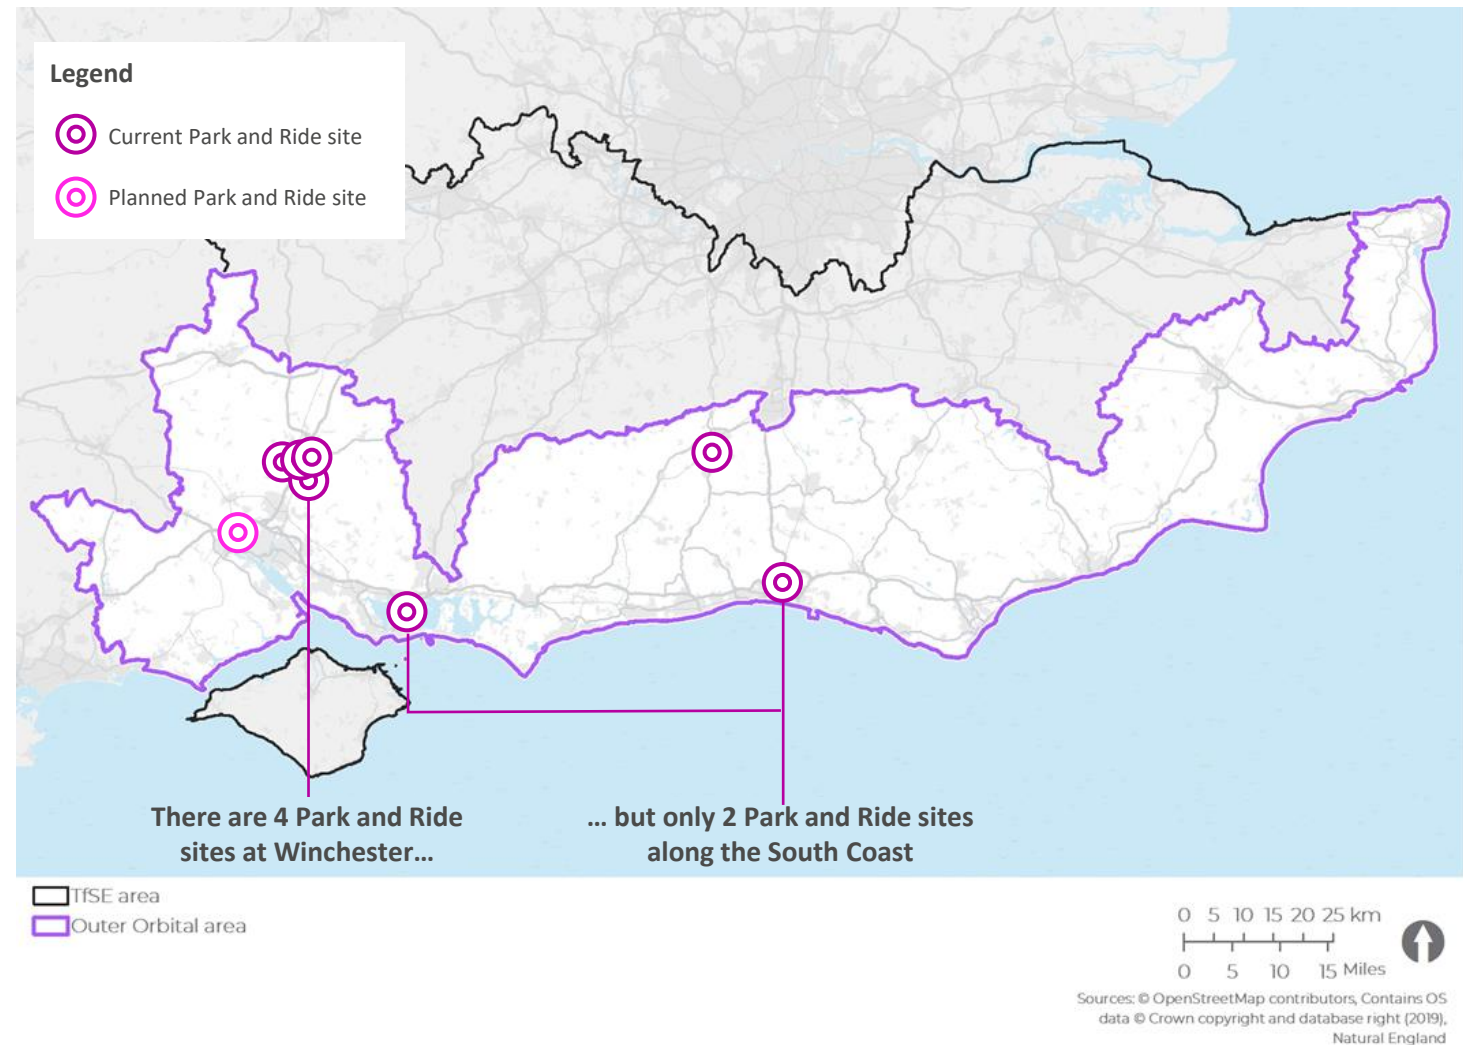 Legend
Current Park and Ride site
Planned Park and Ride site
There are 4 Park and Ride
sites at Winchester...
... but only 2 Park and Ride sites
along the South Coast
TfSE area
Outer Orbital area
0 5 10 15 20 25 km
0 5 10 15 Miles
Sources: © OpenStreetMap contributors, Contains OS
data © Crown copyright and database right (2019),
Natural England